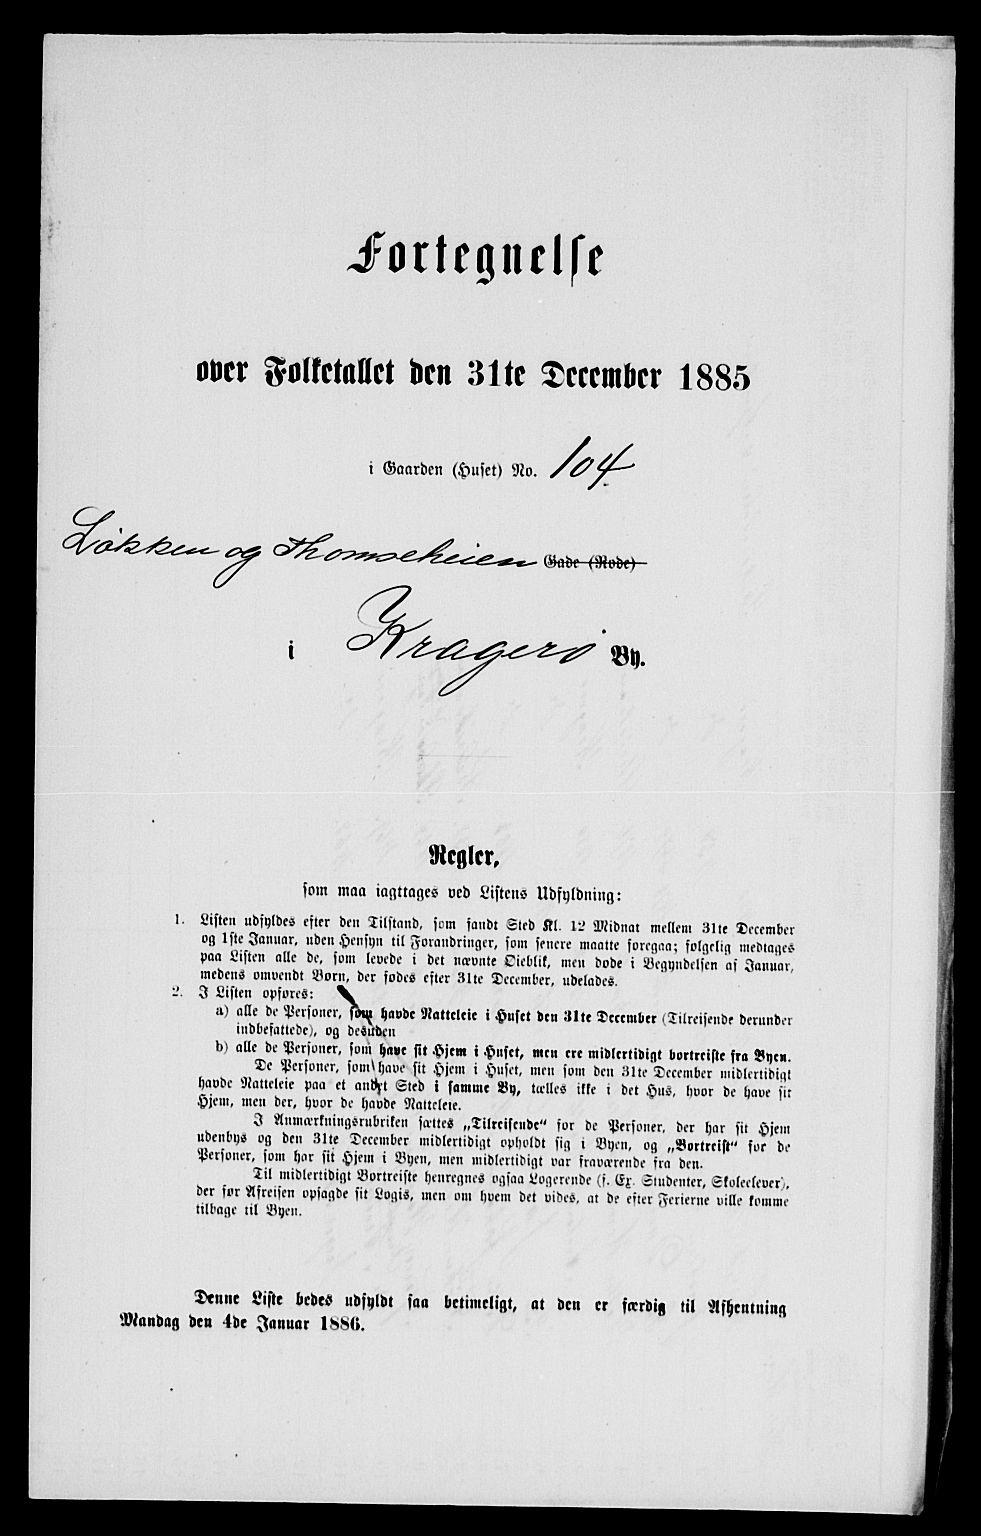 Fortegnelse
over Folketallet den 31te December 1885
i Gaarden (Huset) No. 104.
Løkken og Thomseheien Gade (Rode)
i Kragerø By.
Regler,
som maa iagttages ved Listens Udfyldning:
1. Listen udfyldes efter den Tilstand, som fandt Sted Kl. 12 Midnat mellem 31te December
og 1ste Januar, uden Hensyn til Forandringer, som senere maatte foregaa; følgelig medtages
paa Listen alle de, som levede i det nævnte Øieblik, men døde i Begyndelsen af Januar,
medens omvendt Børn, der fødes efter 31te December, udelades.
2. I Listen opføres:
a) alle de Personer, som havde Natteleie i Huset den 31te December (Tilreisende derunder
indbefattede), og desuden
b) alle de Personer, som have sit Hjem i Huset, men ere midlertidigt bortreiste fra Byen.
De Personer, som have sit Hjem i Huset, men som den 31te December midlertidigt
havde Natteleie paa et andet Sted i samme By, tælles ikke i det Hus, hvor de have sit
Hjem, men der, hvor de havde Natteleie.
I Anmærkningsrubriken sættes „Tilreisende“ for de Personer, der har sit Hjem
udenbys og den 31te December midlertidigt opholdt sig i Byen, og „Bortreist“ for de
Personer, som har sit Hjem i Byen, men midlertidigt var fraværende fra den.
Til midlertidigt Bortreiste henregnes ogsaa Logerende (f. Ex. Studenter, Skoleelever),
der før Afreisen opsagde sit Logis, men om hvem det vides, at de efter Ferierne ville komme
tilbage til Byen.
Denne Liste bedes udfyldt saa betimeligt, at den er færdig til Afhentning
Mandag den 4de Januar 1886.